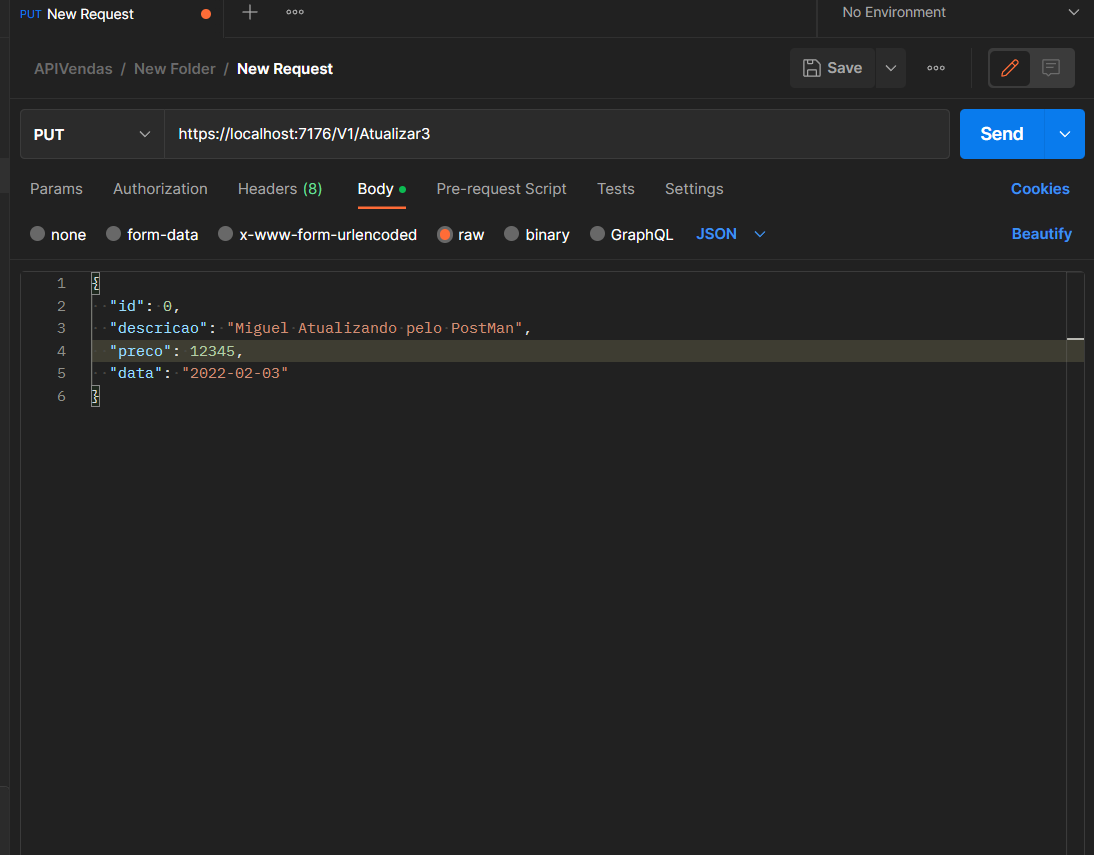 PUT New Request
No Environment
APIVendas / New Folder / New Request
Save
PUT
https://localhost:7176/V1/Atualizar3
Send
Params Authorization Headers (8) Body Pre-request Script Tests Settings Cookies
none form-data x-www-form-urlencoded raw binary GraphQL JSON Beautify
1 {
2 "id": 0,
3 "descricao": "Miguel Atualizando pelo PostMan",
4 "preco": 12345,
5 "data": "2022-02-03"
6 }